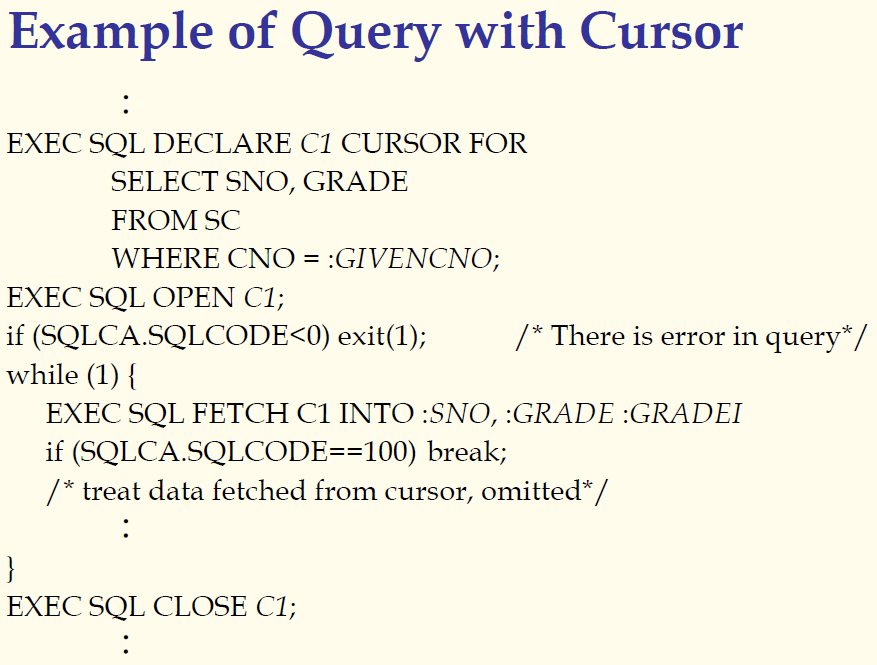 Example of Query with Cursor
:
EXEC SQL DECLARE C1 CURSOR FOR
SELECT SNO, GRADE
FROM SC
WHERE CNO = :GIVENCNO;
EXEC SQL OPEN C1;
if (SQLCA.SQLCODE<0) exit(1); /* There is error in query*/
while (1) {
EXEC SQL FETCH C1 INTO :SNO, :GRADE :GRADEI
if (SQLCA.SQLCODE==100) break;
/* treat data fetched from cursor, omitted*/
:
}
EXEC SQL CLOSE C1;
: